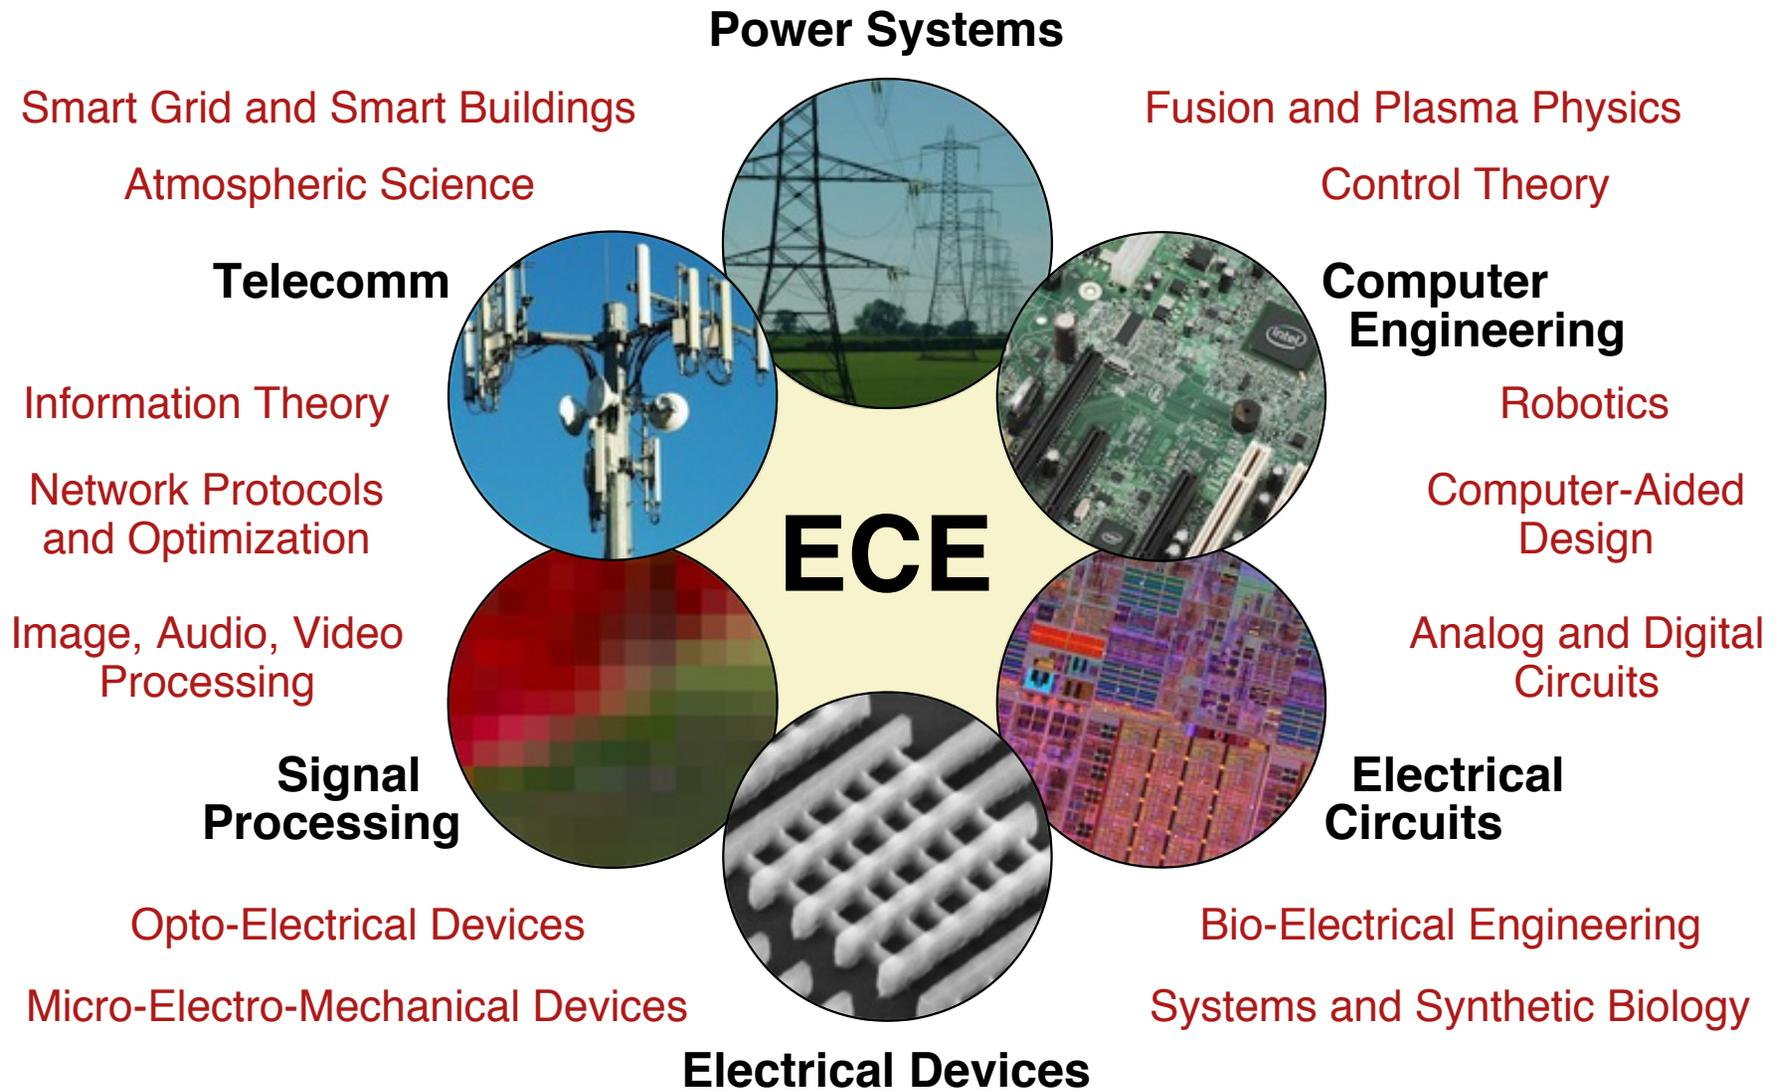 Power Systems
Smart Grid and Smart Buildings
Fusion and Plasma Physics
Atmospheric Science
Control Theory
Telecomm
Computer
Engineering
intel
Information Theory
Robotics
Network Protocols
and Optimization
Computer-Aided
Design
ECE
Image, Audio, Video
Processing
Analog and Digital
Circuits
Signal
Processing
Electrical
Circuits
Opto-Electrical Devices
Bio-Electrical Engineering
Micro-Electro-Mechanical Devices
Systems and Synthetic Biology
Electrical Devices